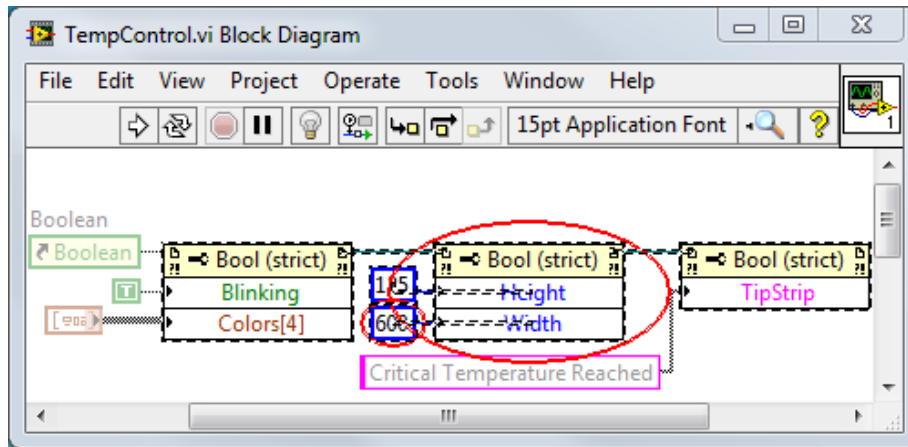 TempControl.vi Block Diagram
File Edit View Project Operate Tools Window Help
15pt Application Font
1
Boolean
Boolean
Bool (strict)
Bool (strict)
Bool (strict)
T
Blinking
Height
TipStrip
Colors[4]
Width
Critical Temperature Reached